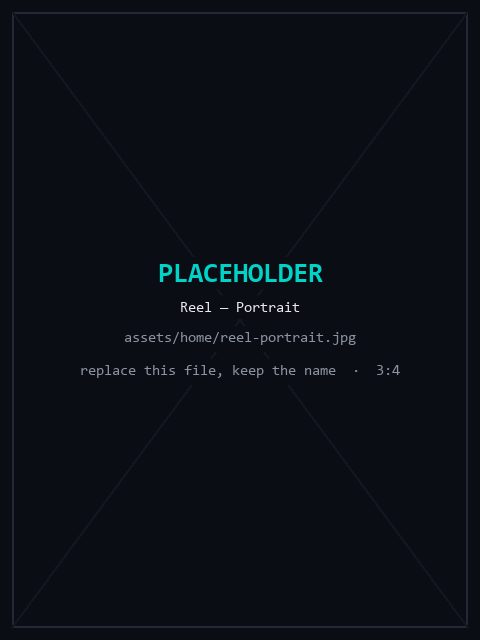 PLACEHOLDER
Reel — Portrait
assets/home/reel-portrait.jpg
replace this file, keep the name · 3:4